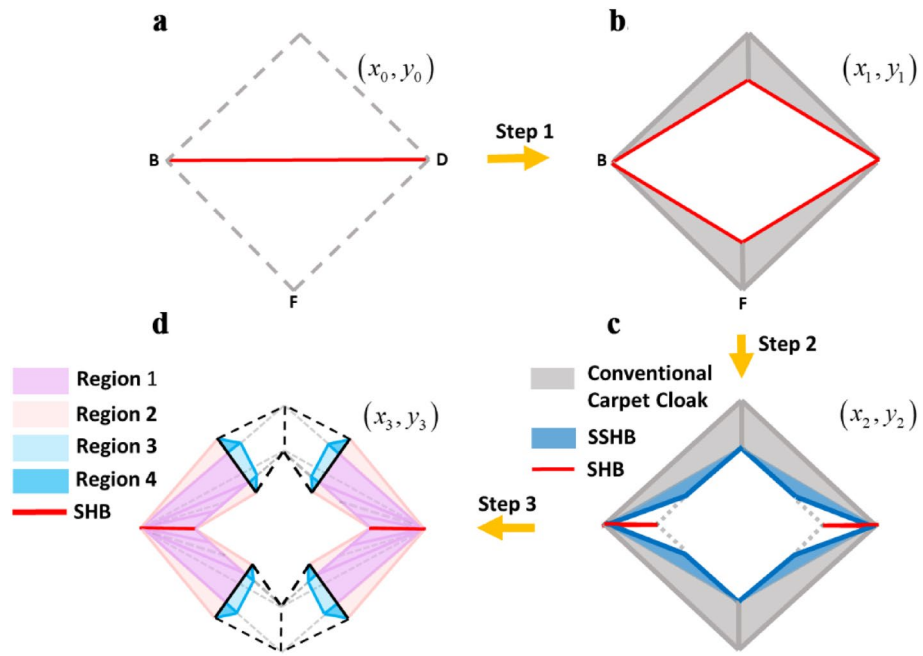 a
b
(x₀, y₀)
(x₁, y₁)
Step 1
B
D
B
F
F
d
c
Step 2
Region 1
Region 2
Region 3
Region 4
SHB
(x₃, y₃)
Conventional
Carpet Cloak
SSHB
SHB
(x₂, y₂)
Step 3